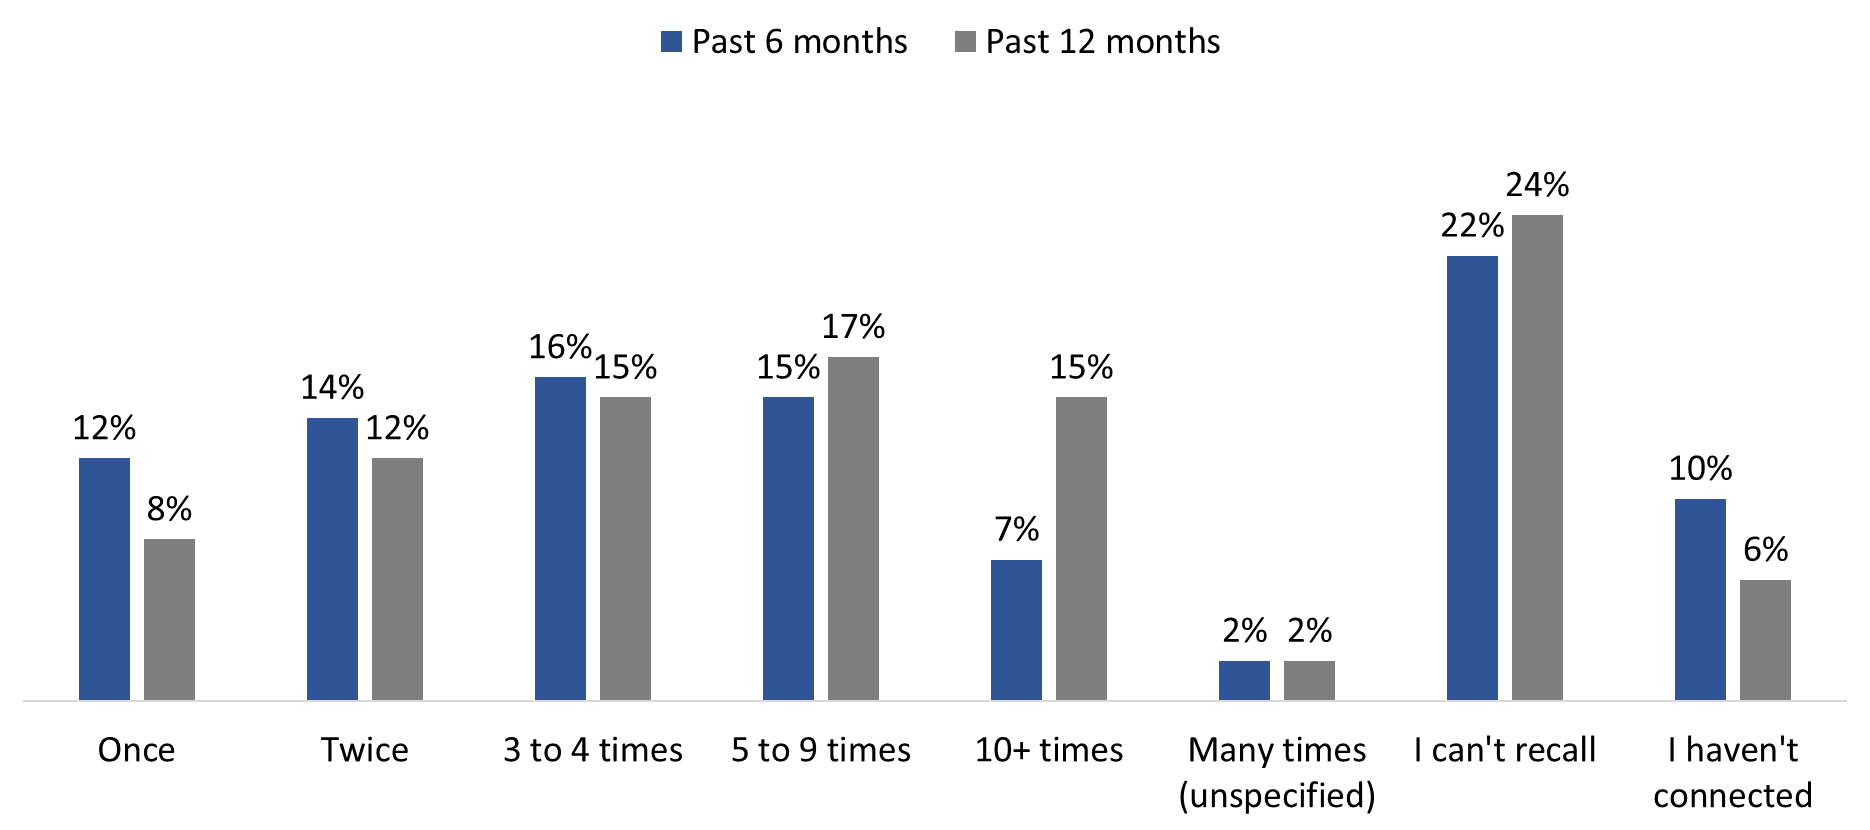 Past 6 months Past 12 months
24%
22%
17%
16% 15% 15% 15%
14%
12% 12%
10%
8%
7%
6%
2% 2%
Once Twice 3 to 4 times 5 to 9 times 10+ times Many times I can't recall I haven't
(unspecified) connected